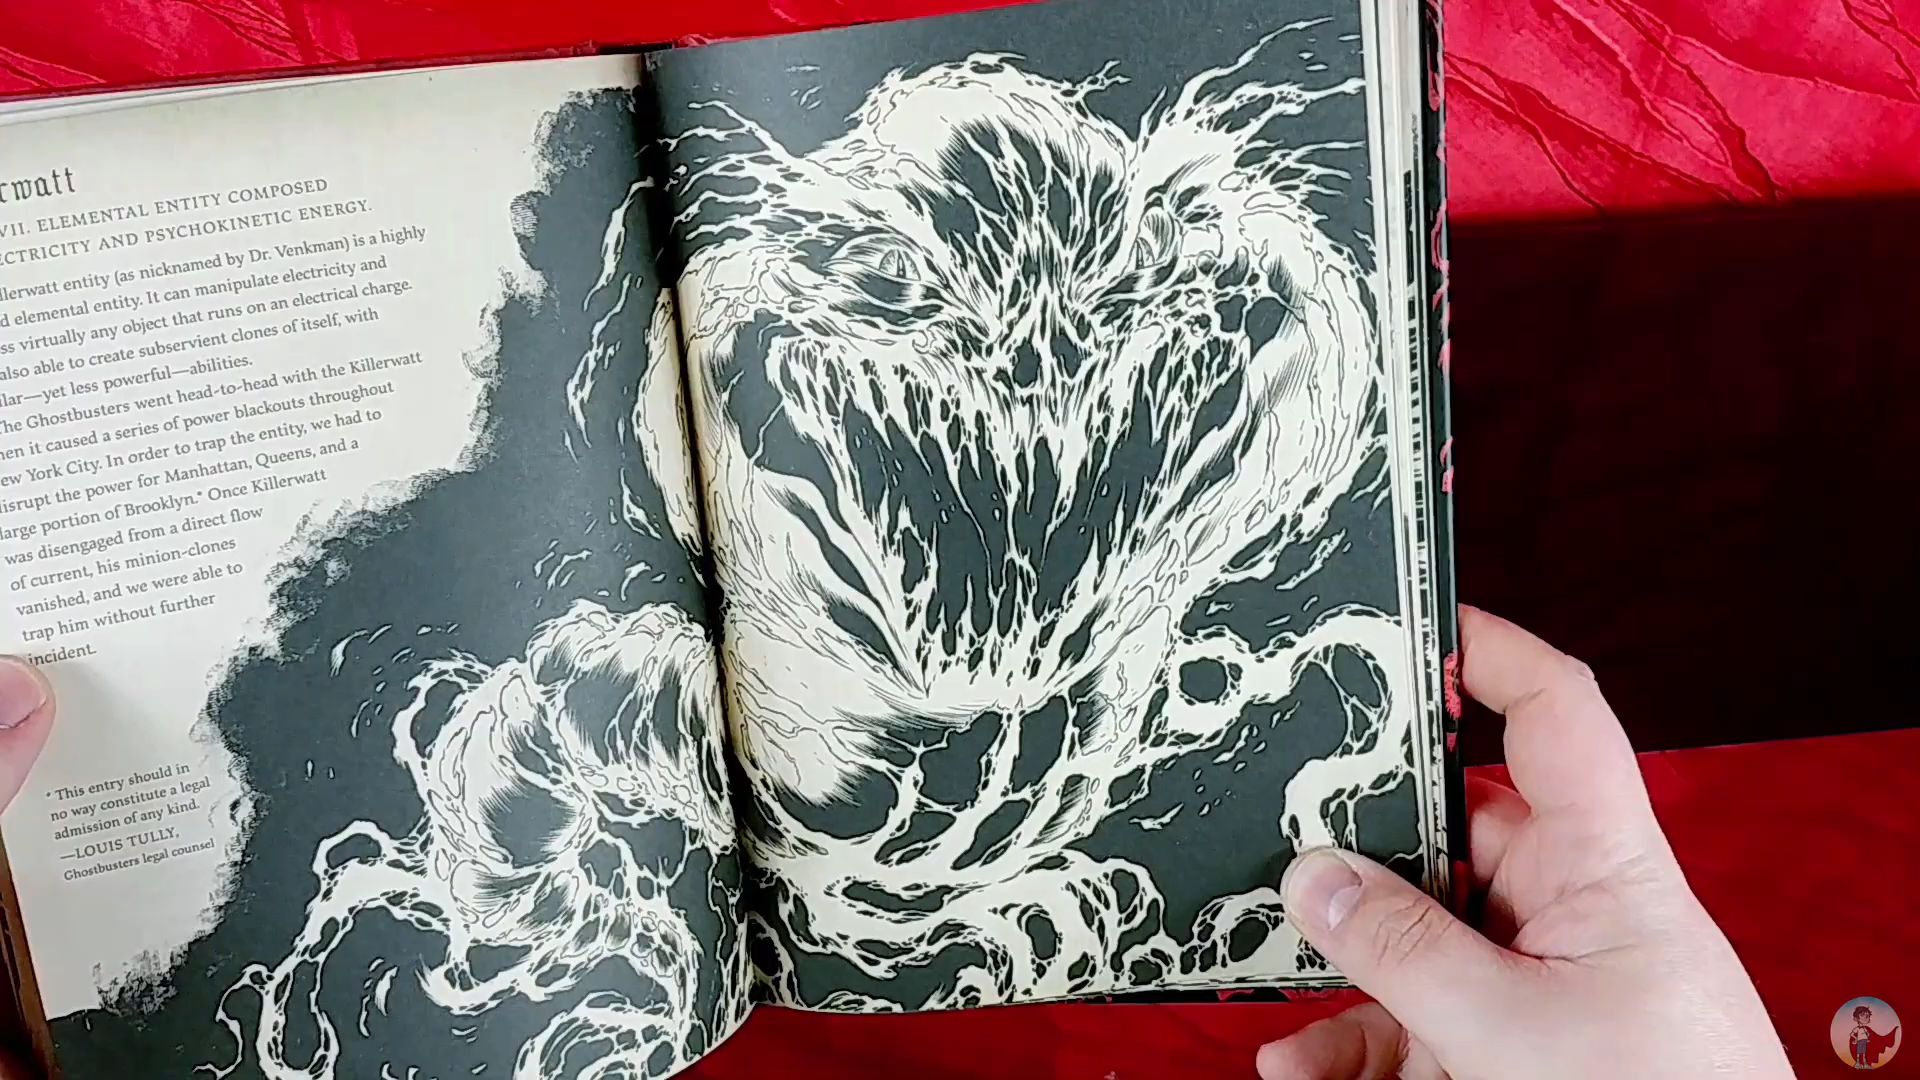 rwatt
VII. ELEMENTAL ENTITY COMPOSED
ECTRICITY AND PSYCHOKINETIC ENERGY.
llerwatt entity (as nicknamed by Dr. Venkman) is a highly
d elemental entity. It can manipulate electricity and
ss virtually any object that runs on an electrical charge.
also able to create subservient clones of itself, with
ilar—yet less powerful—abilities.
The Ghostbusters went head-to-head with the Killerwatt
hen it caused a series of power blackouts throughout
ew York City. In order to trap the entity, we had to
disrupt the power for Manhattan, Queens, and a
large portion of Brooklyn.* Once Killerwatt
was disengaged from a direct flow
of current, his minion-clones
vanished, and we were able to
trap him without further
incident.
* This entry should in
no way constitute a legal
admission of any kind.
—LOUIS TULLY,
Ghostbusters legal counsel